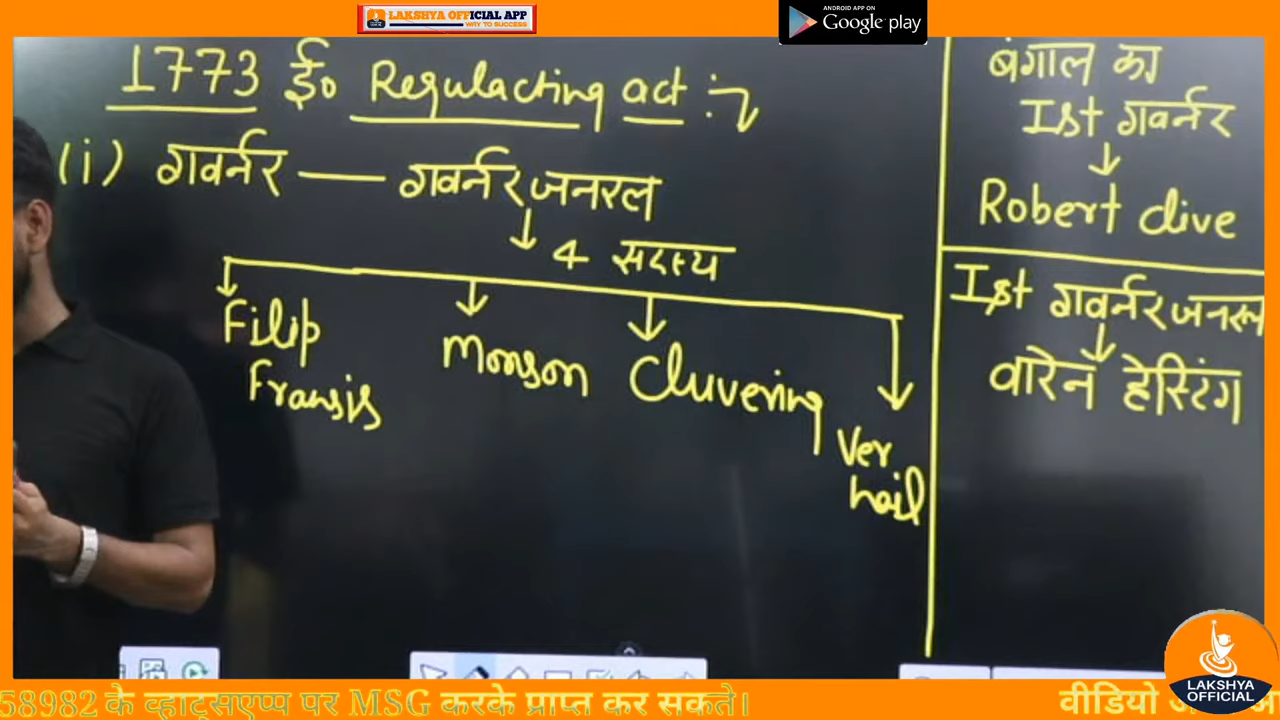 LAKSHYA OFFICIAL APP
WAY TO SUCCESS
ANDROID APP ON
Google play
1773 ई० Regulacting act :-
(i) गवर्नर — गवर्नर जनरल
4 सदस्य
Filip Fransis
Monson
Cluvering
Ver hail
बंगाल का
Ist गवर्नर
Robert clive
Ist गवर्नर जनरल
वारेन हेस्टिंग
LAKSHYA
OFFICIAL
58982 के व्हाट्सएप्प पर MSG करके प्राप्त कर सकते।
वीडियो